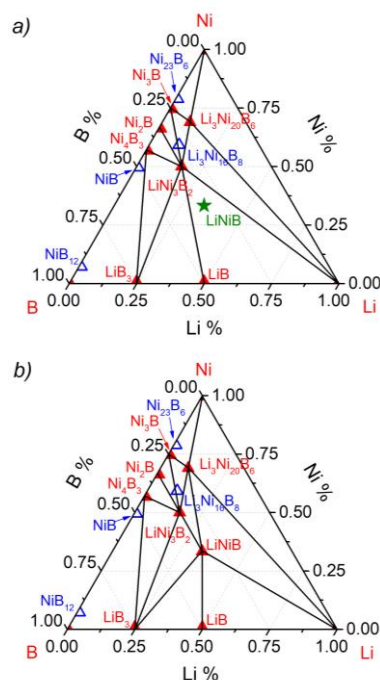 a)
Ni
0.00
1.00
Ni₂₃B₆
Ni₃B
0.25
0.75
Li₃Ni₂₀B₆
Ni₂B
B %
Ni %
Ni₄B₃
Li₃Ni₁₆B₈
0.50
0.50
NiB
LiNi₃B₂
LiNiB
0.75
0.25
NiB₁₂
1.00
LiB₃
LiB
0.00
0.00
0.25
0.50
0.75
1.00
B
Li %
Li
b)
Ni
0.00
1.00
Ni₂₃B₆
Ni₃B
0.25
0.75
Li₃Ni₂₀B₆
Ni₂B
B %
Ni %
Ni₄B₃
Li₃Ni₁₆B₈
0.50
0.50
NiB
LiNi₃B₂
LiNiB
0.75
0.25
NiB₁₂
1.00
LiB₃
LiB
0.00
0.00
0.25
0.50
0.75
1.00
B
Li %
Li